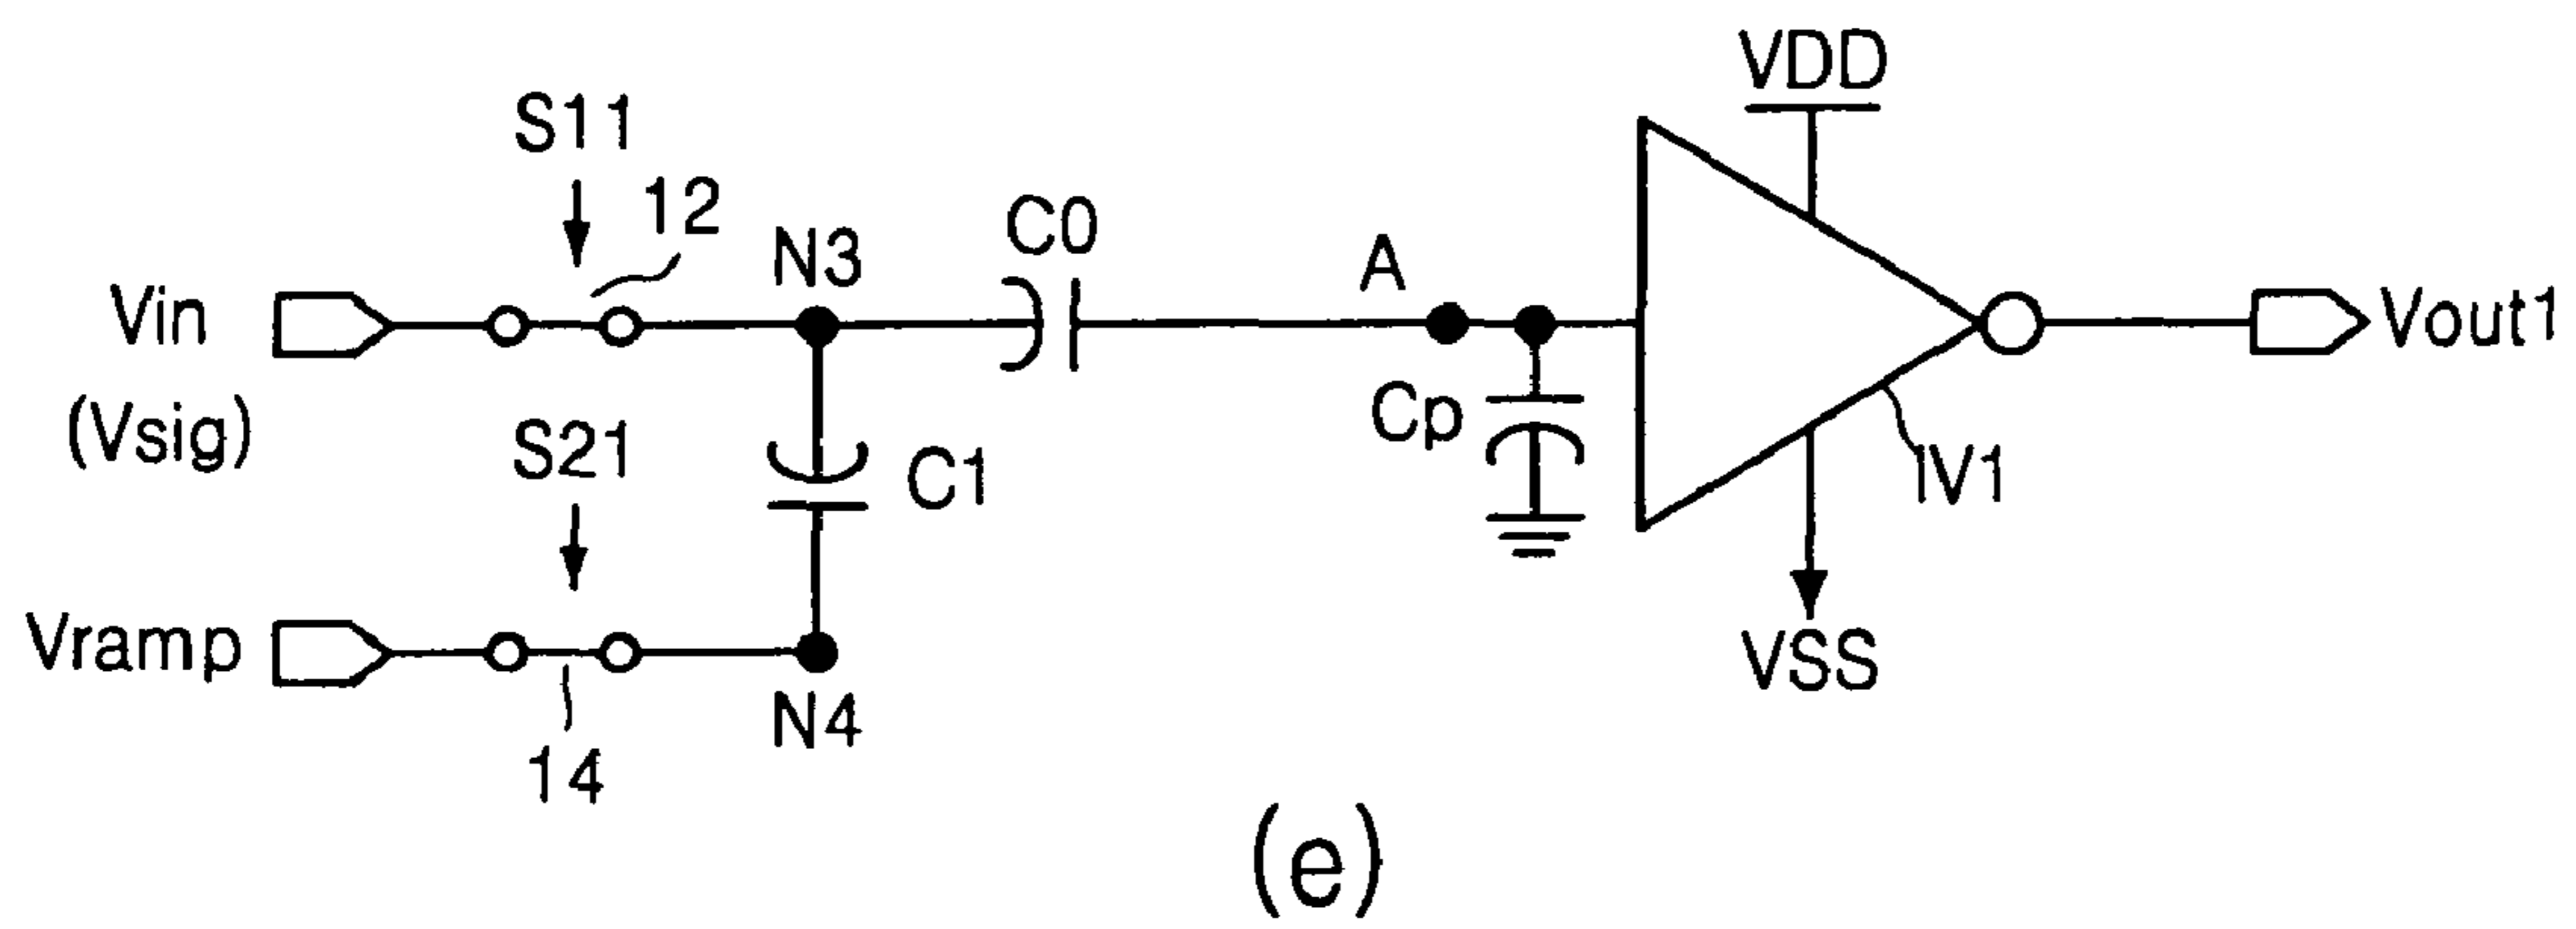 VDD
S11
12
C0
N3
A
Vin
Vout1
(Vsig)
Cp
S21
C1
IV1
Vramp
VSS
N4
14
(e)